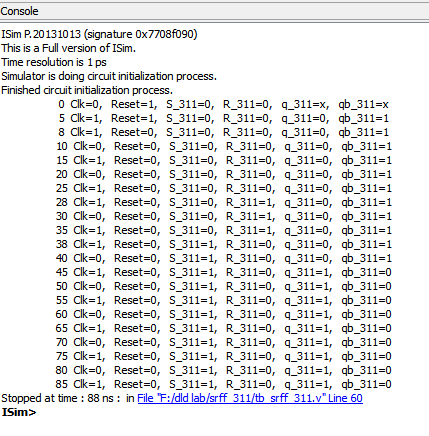 Console
ISim P.20131013 (signature 0x7708f090)
This is a Full version of ISim.
Time resolution is 1 ps
Simulator is doing circuit initialization process.
Finished circuit initialization process.
0 Clk=0, Reset=1, S_311=0, R_311=0, q_311=x, qb_311=x
5 Clk=1, Reset=1, S_311=0, R_311=0, q_311=0, qb_311=1
8 Clk=1, Reset=1, S_311=0, R_311=0, q_311=0, qb_311=1
10 Clk=0, Reset=0, S_311=0, R_311=0, q_311=0, qb_311=1
15 Clk=1, Reset=0, S_311=0, R_311=0, q_311=0, qb_311=1
20 Clk=0, Reset=0, S_311=0, R_311=0, q_311=0, qb_311=1
25 Clk=1, Reset=0, S_311=0, R_311=0, q_311=0, qb_311=1
28 Clk=1, Reset=0, S_311=0, R_311=1, q_311=0, qb_311=1
30 Clk=0, Reset=0, S_311=0, R_311=1, q_311=0, qb_311=1
35 Clk=1, Reset=0, S_311=0, R_311=1, q_311=0, qb_311=1
38 Clk=1, Reset=0, S_311=1, R_311=0, q_311=0, qb_311=1
40 Clk=0, Reset=0, S_311=1, R_311=0, q_311=0, qb_311=1
45 Clk=1, Reset=0, S_311=1, R_311=0, q_311=1, qb_311=0
50 Clk=0, Reset=0, S_311=1, R_311=0, q_311=1, qb_311=0
55 Clk=1, Reset=0, S_311=1, R_311=0, q_311=1, qb_311=0
60 Clk=0, Reset=0, S_311=1, R_311=0, q_311=1, qb_311=0
65 Clk=1, Reset=0, S_311=1, R_311=0, q_311=1, qb_311=0
70 Clk=0, Reset=0, S_311=1, R_311=0, q_311=1, qb_311=0
75 Clk=1, Reset=0, S_311=1, R_311=0, q_311=1, qb_311=0
80 Clk=0, Reset=0, S_311=1, R_311=0, q_311=1, qb_311=0
85 Clk=1, Reset=0, S_311=1, R_311=0, q_311=1, qb_311=0
Stopped at time : 88 ns : in File "F:/dld lab/srff_311/tb_srff_311.v" Line 60
ISim>